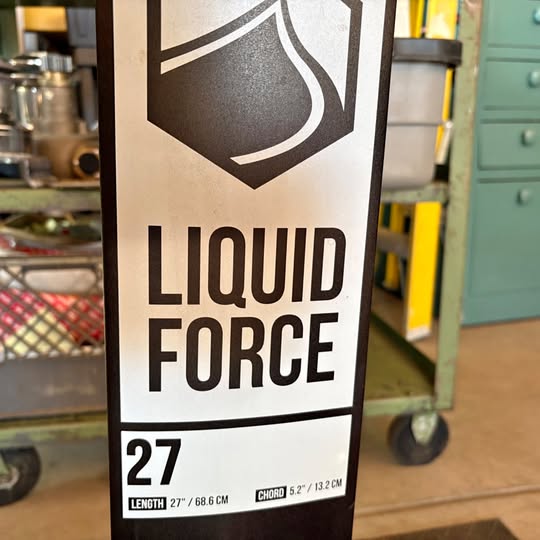 LIQUID
FORCE
27
LENGTH 27" / 68.6 CM
CHORD 5.2" / 13.2 CM